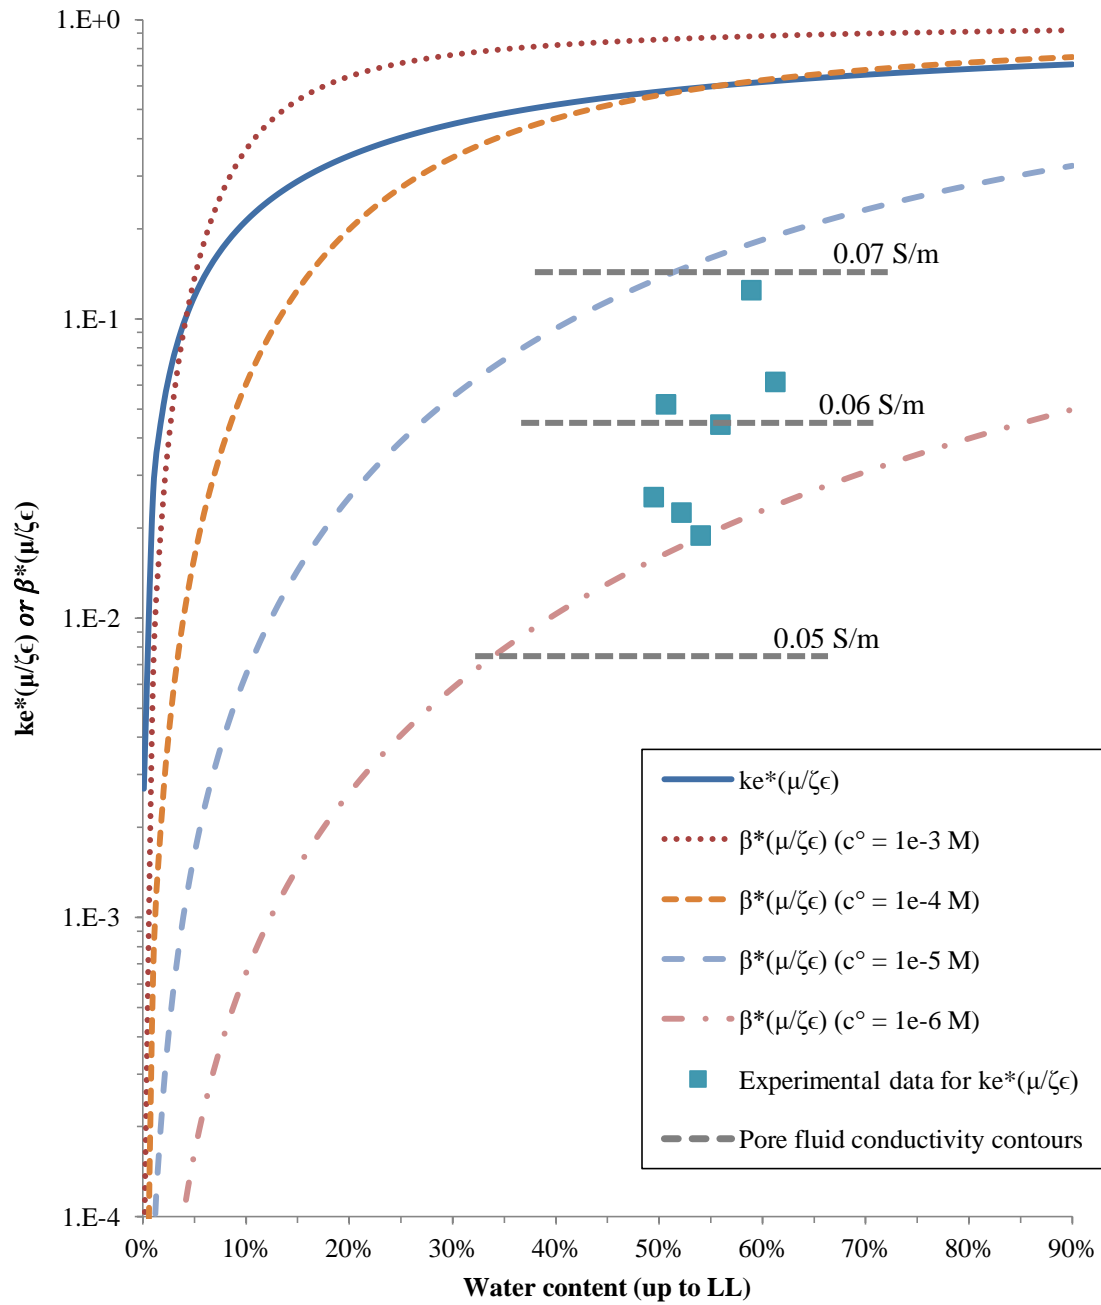 1.E+0
1.E-1
1.E-2
1.E-3
1.E-4
ke*(μ/ζϵ) or β*(μ/ζϵ)
0.07 S/m
0.06 S/m
0.05 S/m
ke*(μ/ζϵ)
β*(μ/ζϵ) (c° = 1e-3 M)
β*(μ/ζϵ) (c° = 1e-4 M)
β*(μ/ζϵ) (c° = 1e-5 M)
β*(μ/ζϵ) (c° = 1e-6 M)
Experimental data for ke*(μ/ζϵ)
Pore fluid conductivity contours
0% 10% 20% 30% 40% 50% 60% 70% 80% 90%
Water content (up to LL)